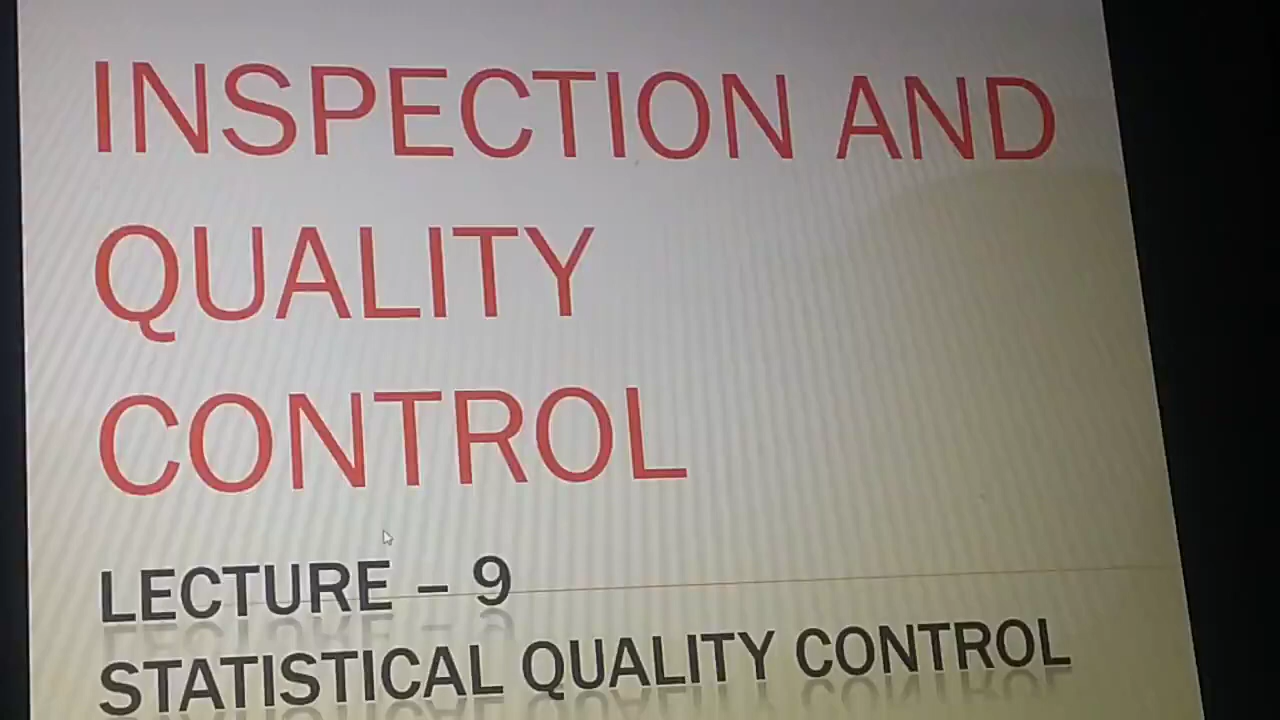 INSPECTION AND
QUALITY
CONTROL
LECTURE – 9
STATISTICAL QUALITY CONTROL